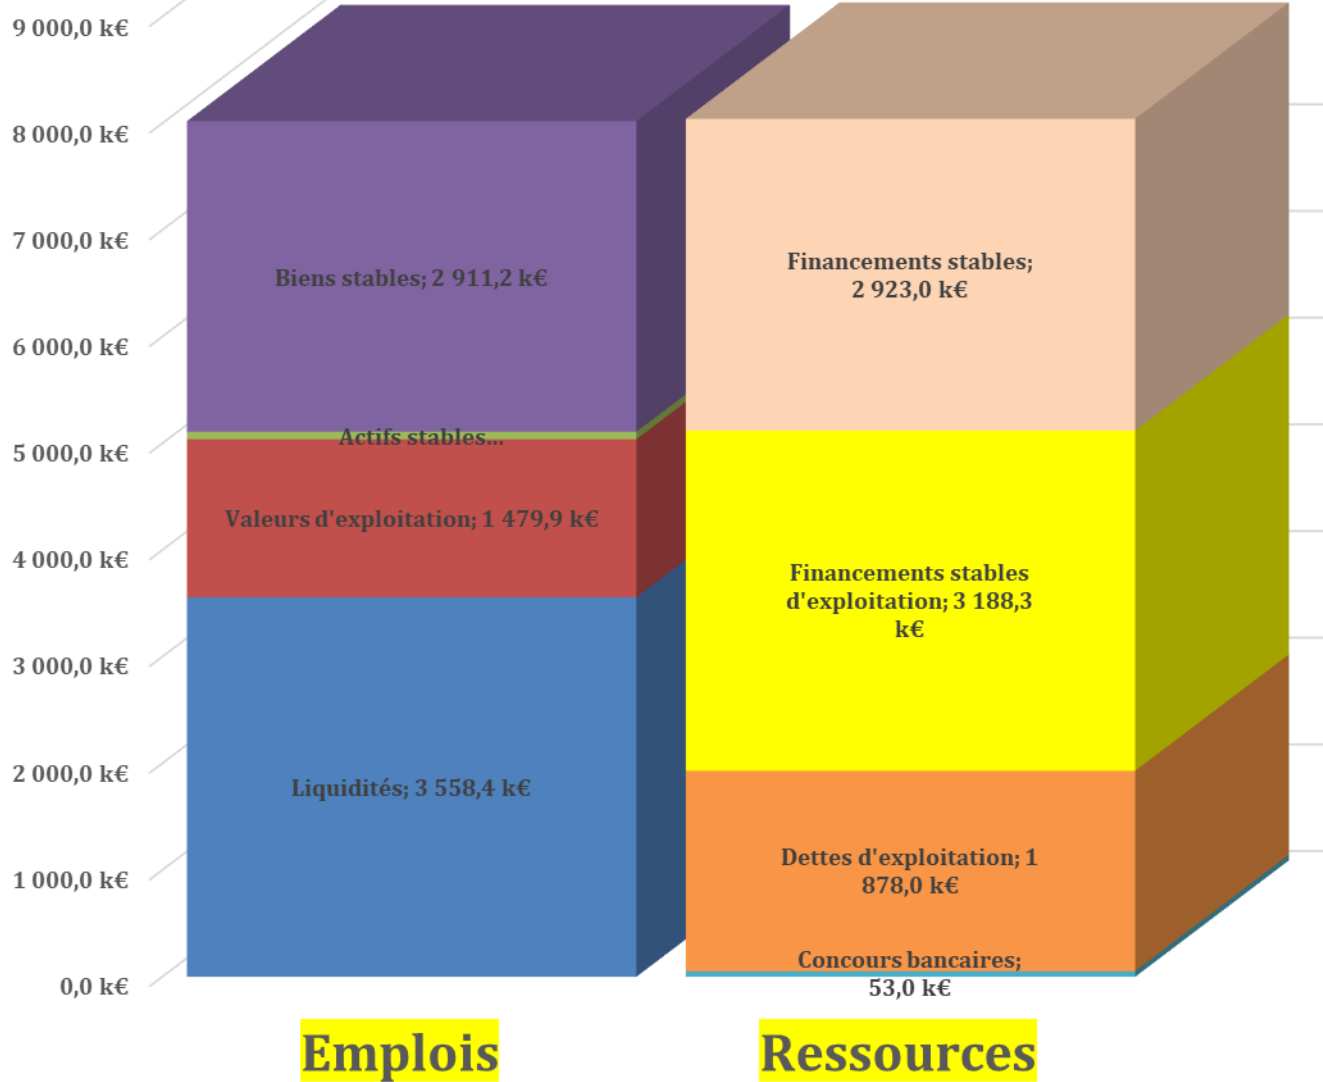 9 000,0 k€
8 000,0 k€
7 000,0 k€
6 000,0 k€
5 000,0 k€
4 000,0 k€
3 000,0 k€
2 000,0 k€
1 000,0 k€
0,0 k€
Biens stables; 2 911,2 k€
Actifs stables...
Valeurs d'exploitation; 1 479,9 k€
Liquidités; 3 558,4 k€
Emplois
Financements stables;
2 923,0 k€
Financements stables
d'exploitation; 3 188,3
k€
Dettes d'exploitation; 1
878,0 k€
Concours bancaires;
53,0 k€
Ressources